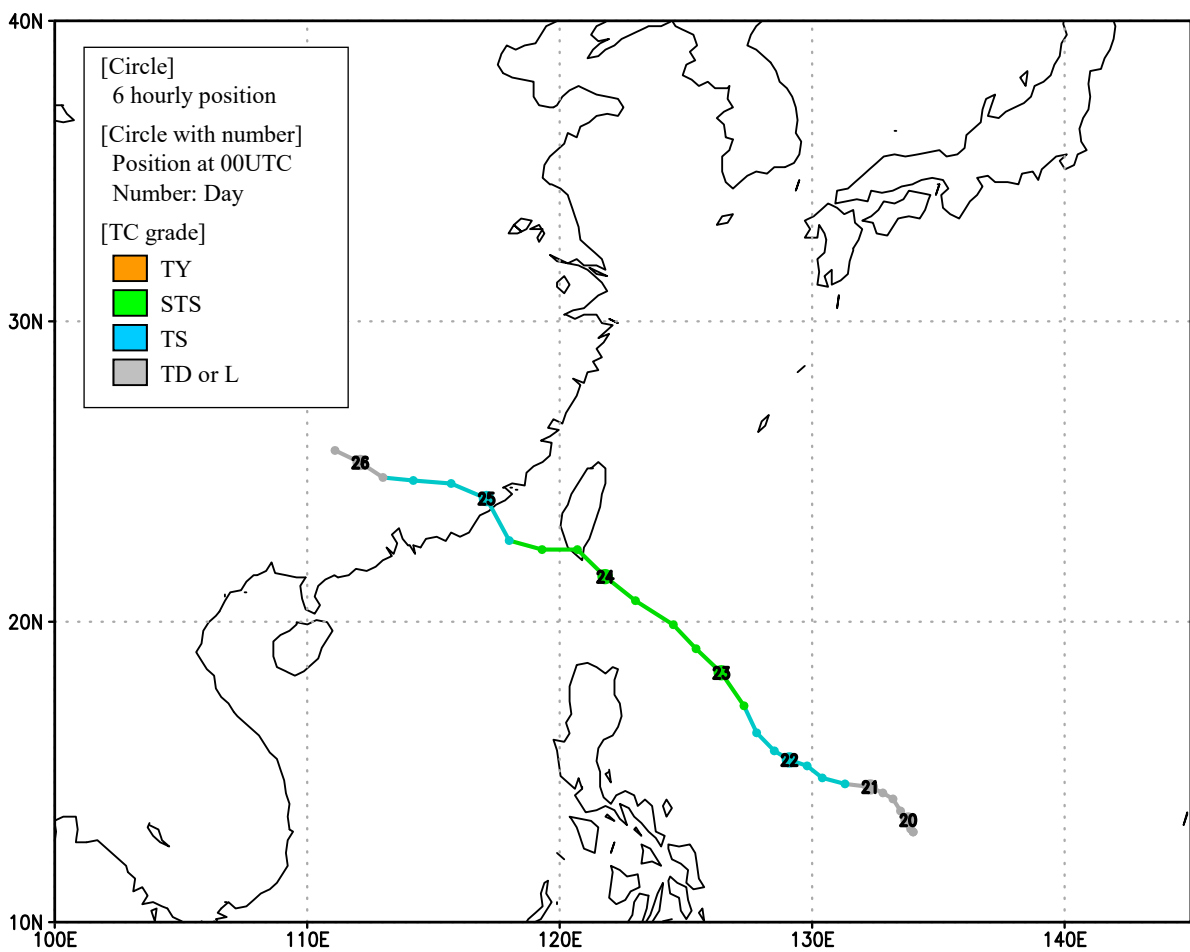 40N
[Circle]
6 hourly position
[Circle with number]
Position at 00UTC
Number: Day
[TC grade]
TY
STS
TS
TD or L
30N
26
25
24
20N
23
22
21
20
10N
100E
110E
120E
130E
140E